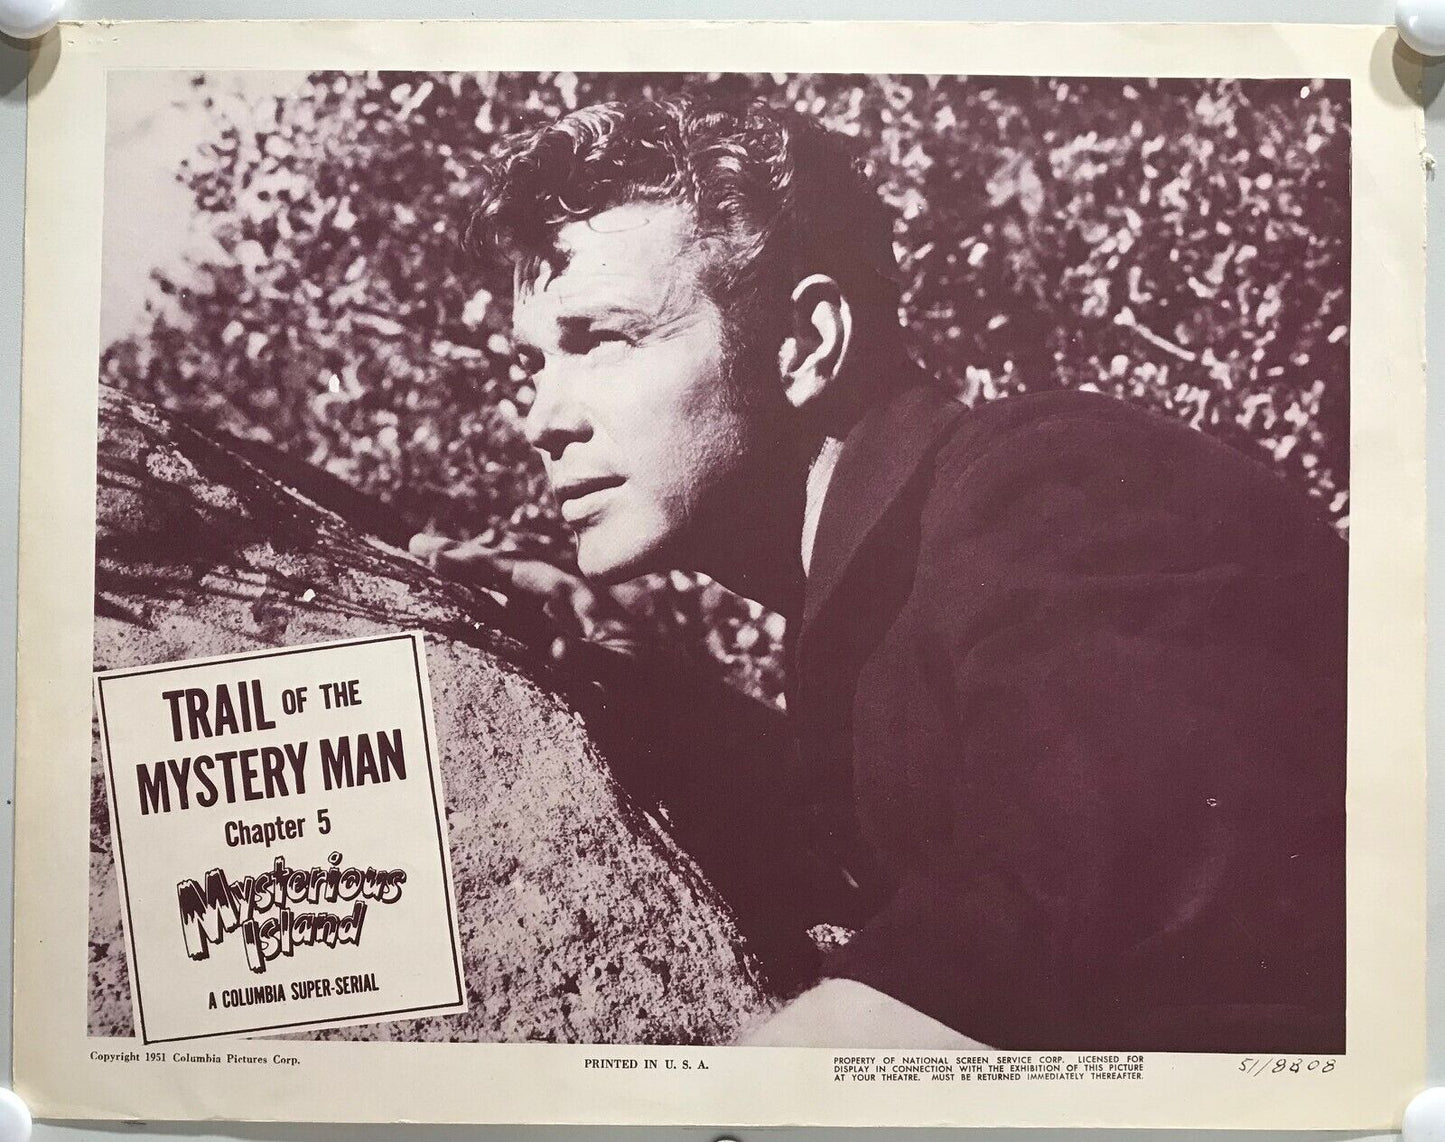 TRAIL OF THE
MYSTERY MAN
Chapter 5
Mysterious
Island
A COLUMBIA SUPER-SERIAL
Copyright 1951 Columbia Pictures Corp.
PRINTED IN U. S. A.
PROPERTY OF NATIONAL SCREEN SERVICE CORP. LICENSED FOR
DISPLAY IN CONNECTION WITH THE EXHIBITION OF THIS PICTURE
AT YOUR THEATRE. MUST BE RETURNED IMMEDIATELY THEREAFTER.